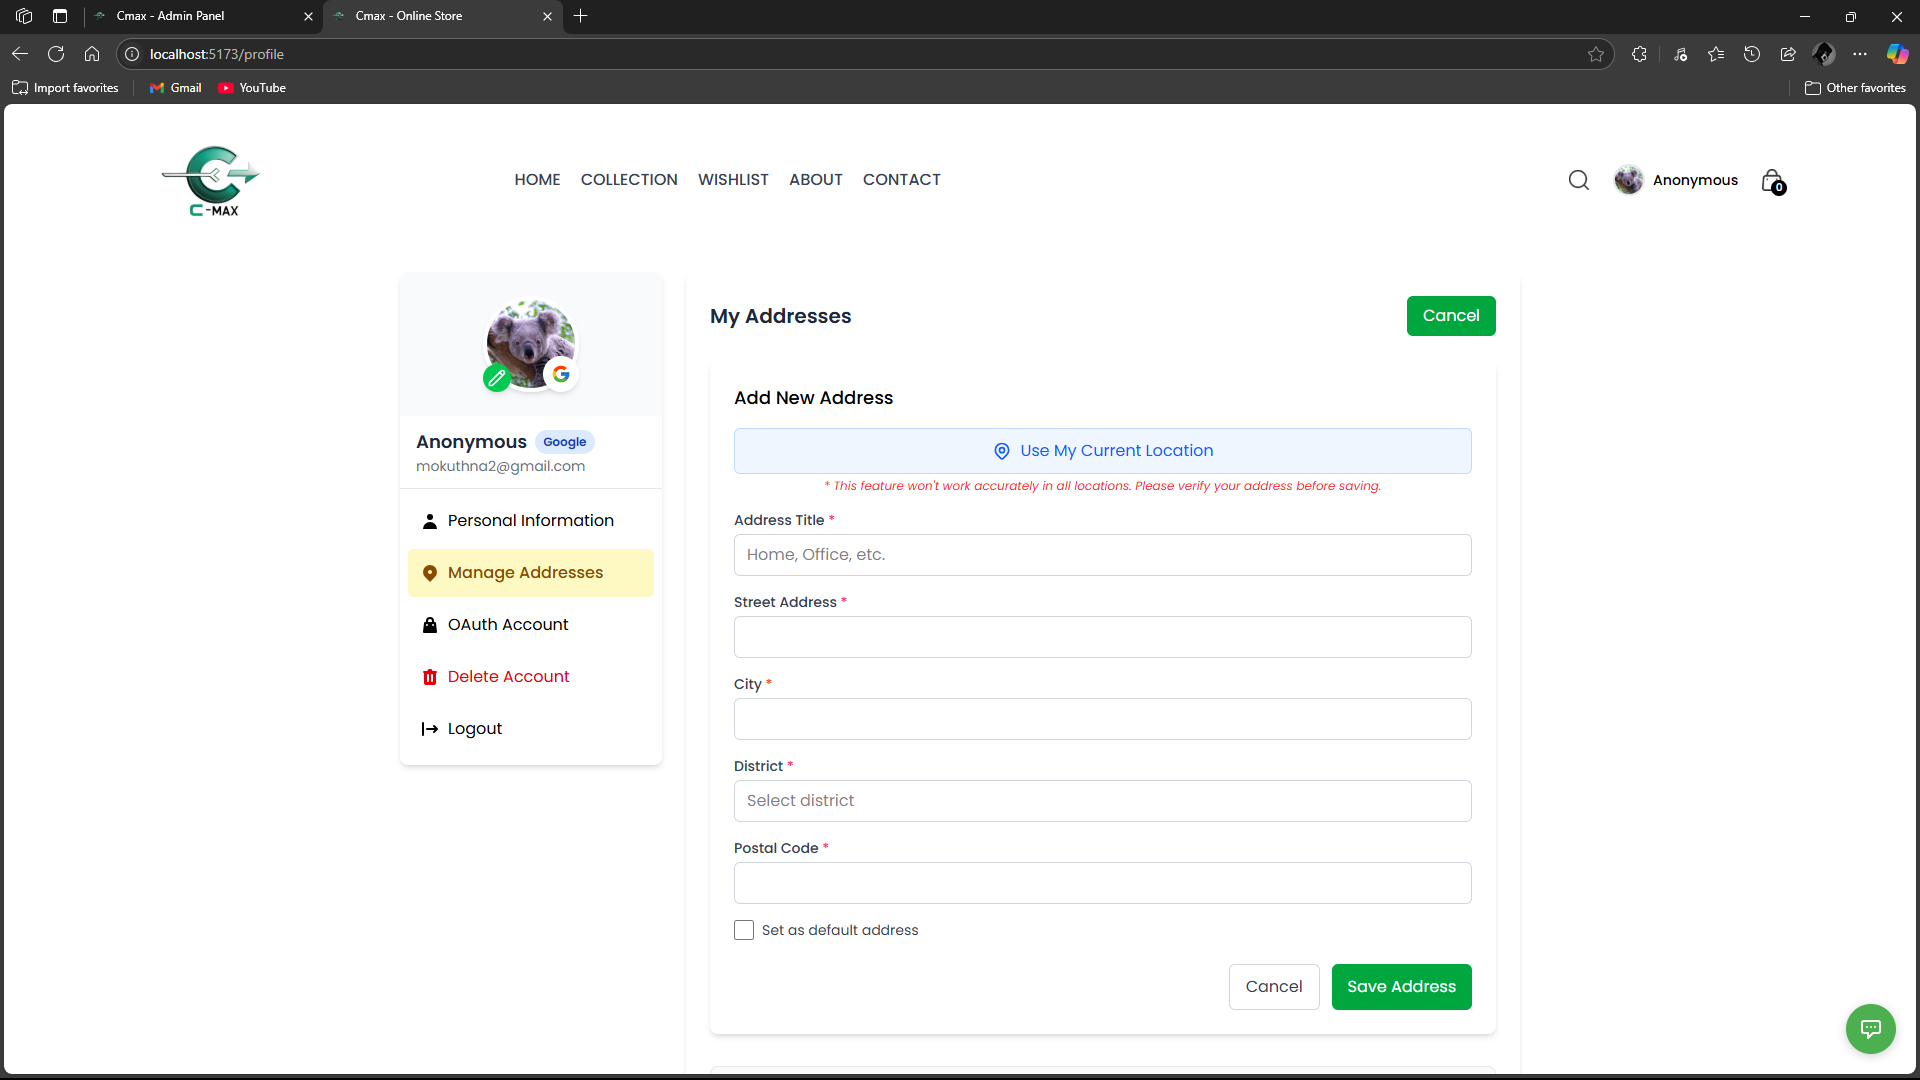 Cmax - Admin Panel
Cmax - Online Store
localhost:5173/profile
Import favorites
Gmail
YouTube
Other favorites
C-MAX
HOME COLLECTION WISHLIST ABOUT CONTACT
Anonymous
0
Anonymous Google
mokuthna2@gmail.com
Personal Information
Manage Addresses
OAuth Account
Delete Account
Logout
My Addresses
Cancel
Add New Address
Use My Current Location
* This feature won't work accurately in all locations. Please verify your address before saving.
Address Title *
Home, Office, etc.
Street Address *
City *
District *
Select district
Postal Code *
Set as default address
Cancel
Save Address